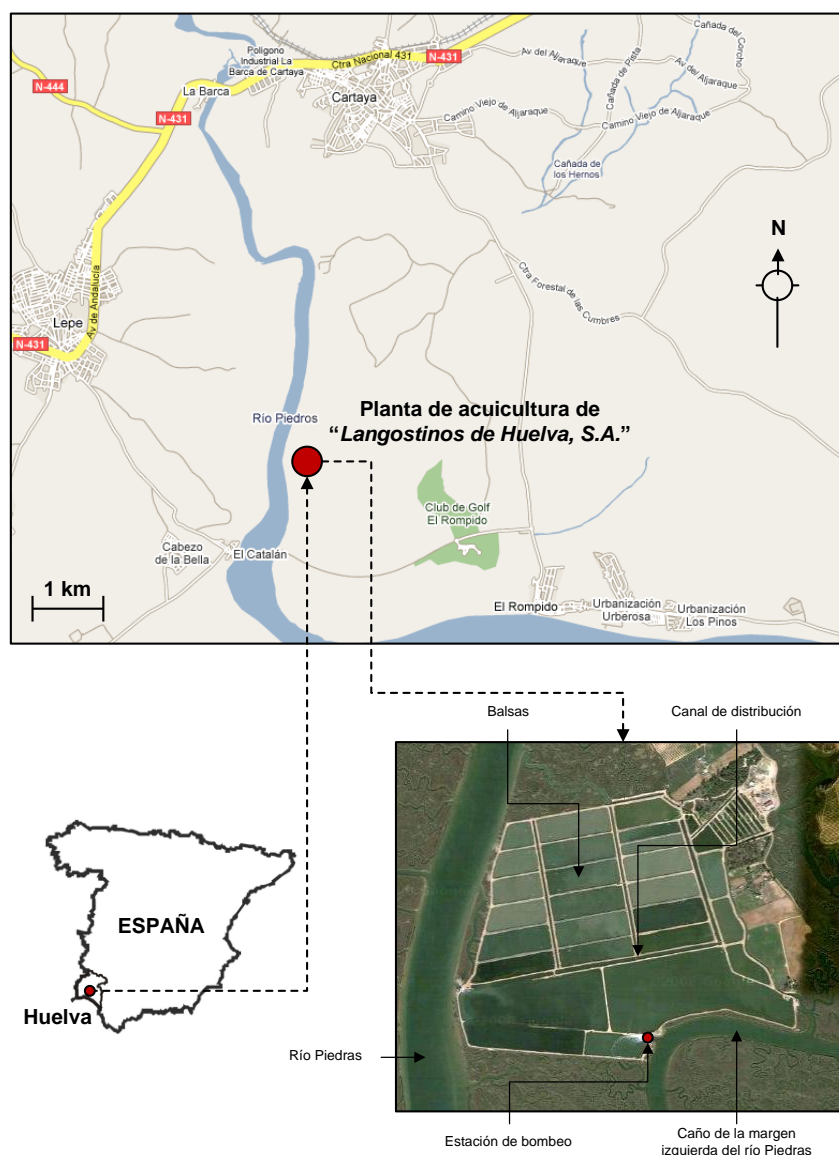 Polígono
Industrial La
Barca de Cartaya
Ctra Nacional 431
N-431
Av del Aljaraque
Cañada de Pista
Cañada del Corcho
Av del Aljaraque
N-444
La Barca
Cartaya
Camino Viejo de Aljaraque
Camino Viejo de Aljaraque
N-431
Cañada de
los Hernos
N
Av de Andalucía
Ctra Forestal de las Cumbres
Lepe
N-431
Río Piedros
Planta de acuicultura de
“Langostinos de Huelva, S.A.”
Club de Golf
El Rompido
Cabezo
de la Bella
El Catalán
1 km
El Rompido
Urbanización
Urberosa
Urbanización
Los Pinos
Balsas
Canal de distribución
ESPAÑA
Huelva
Río Piedras
Estación de bombeo
Caño de la margen
izquierda del río Piedras